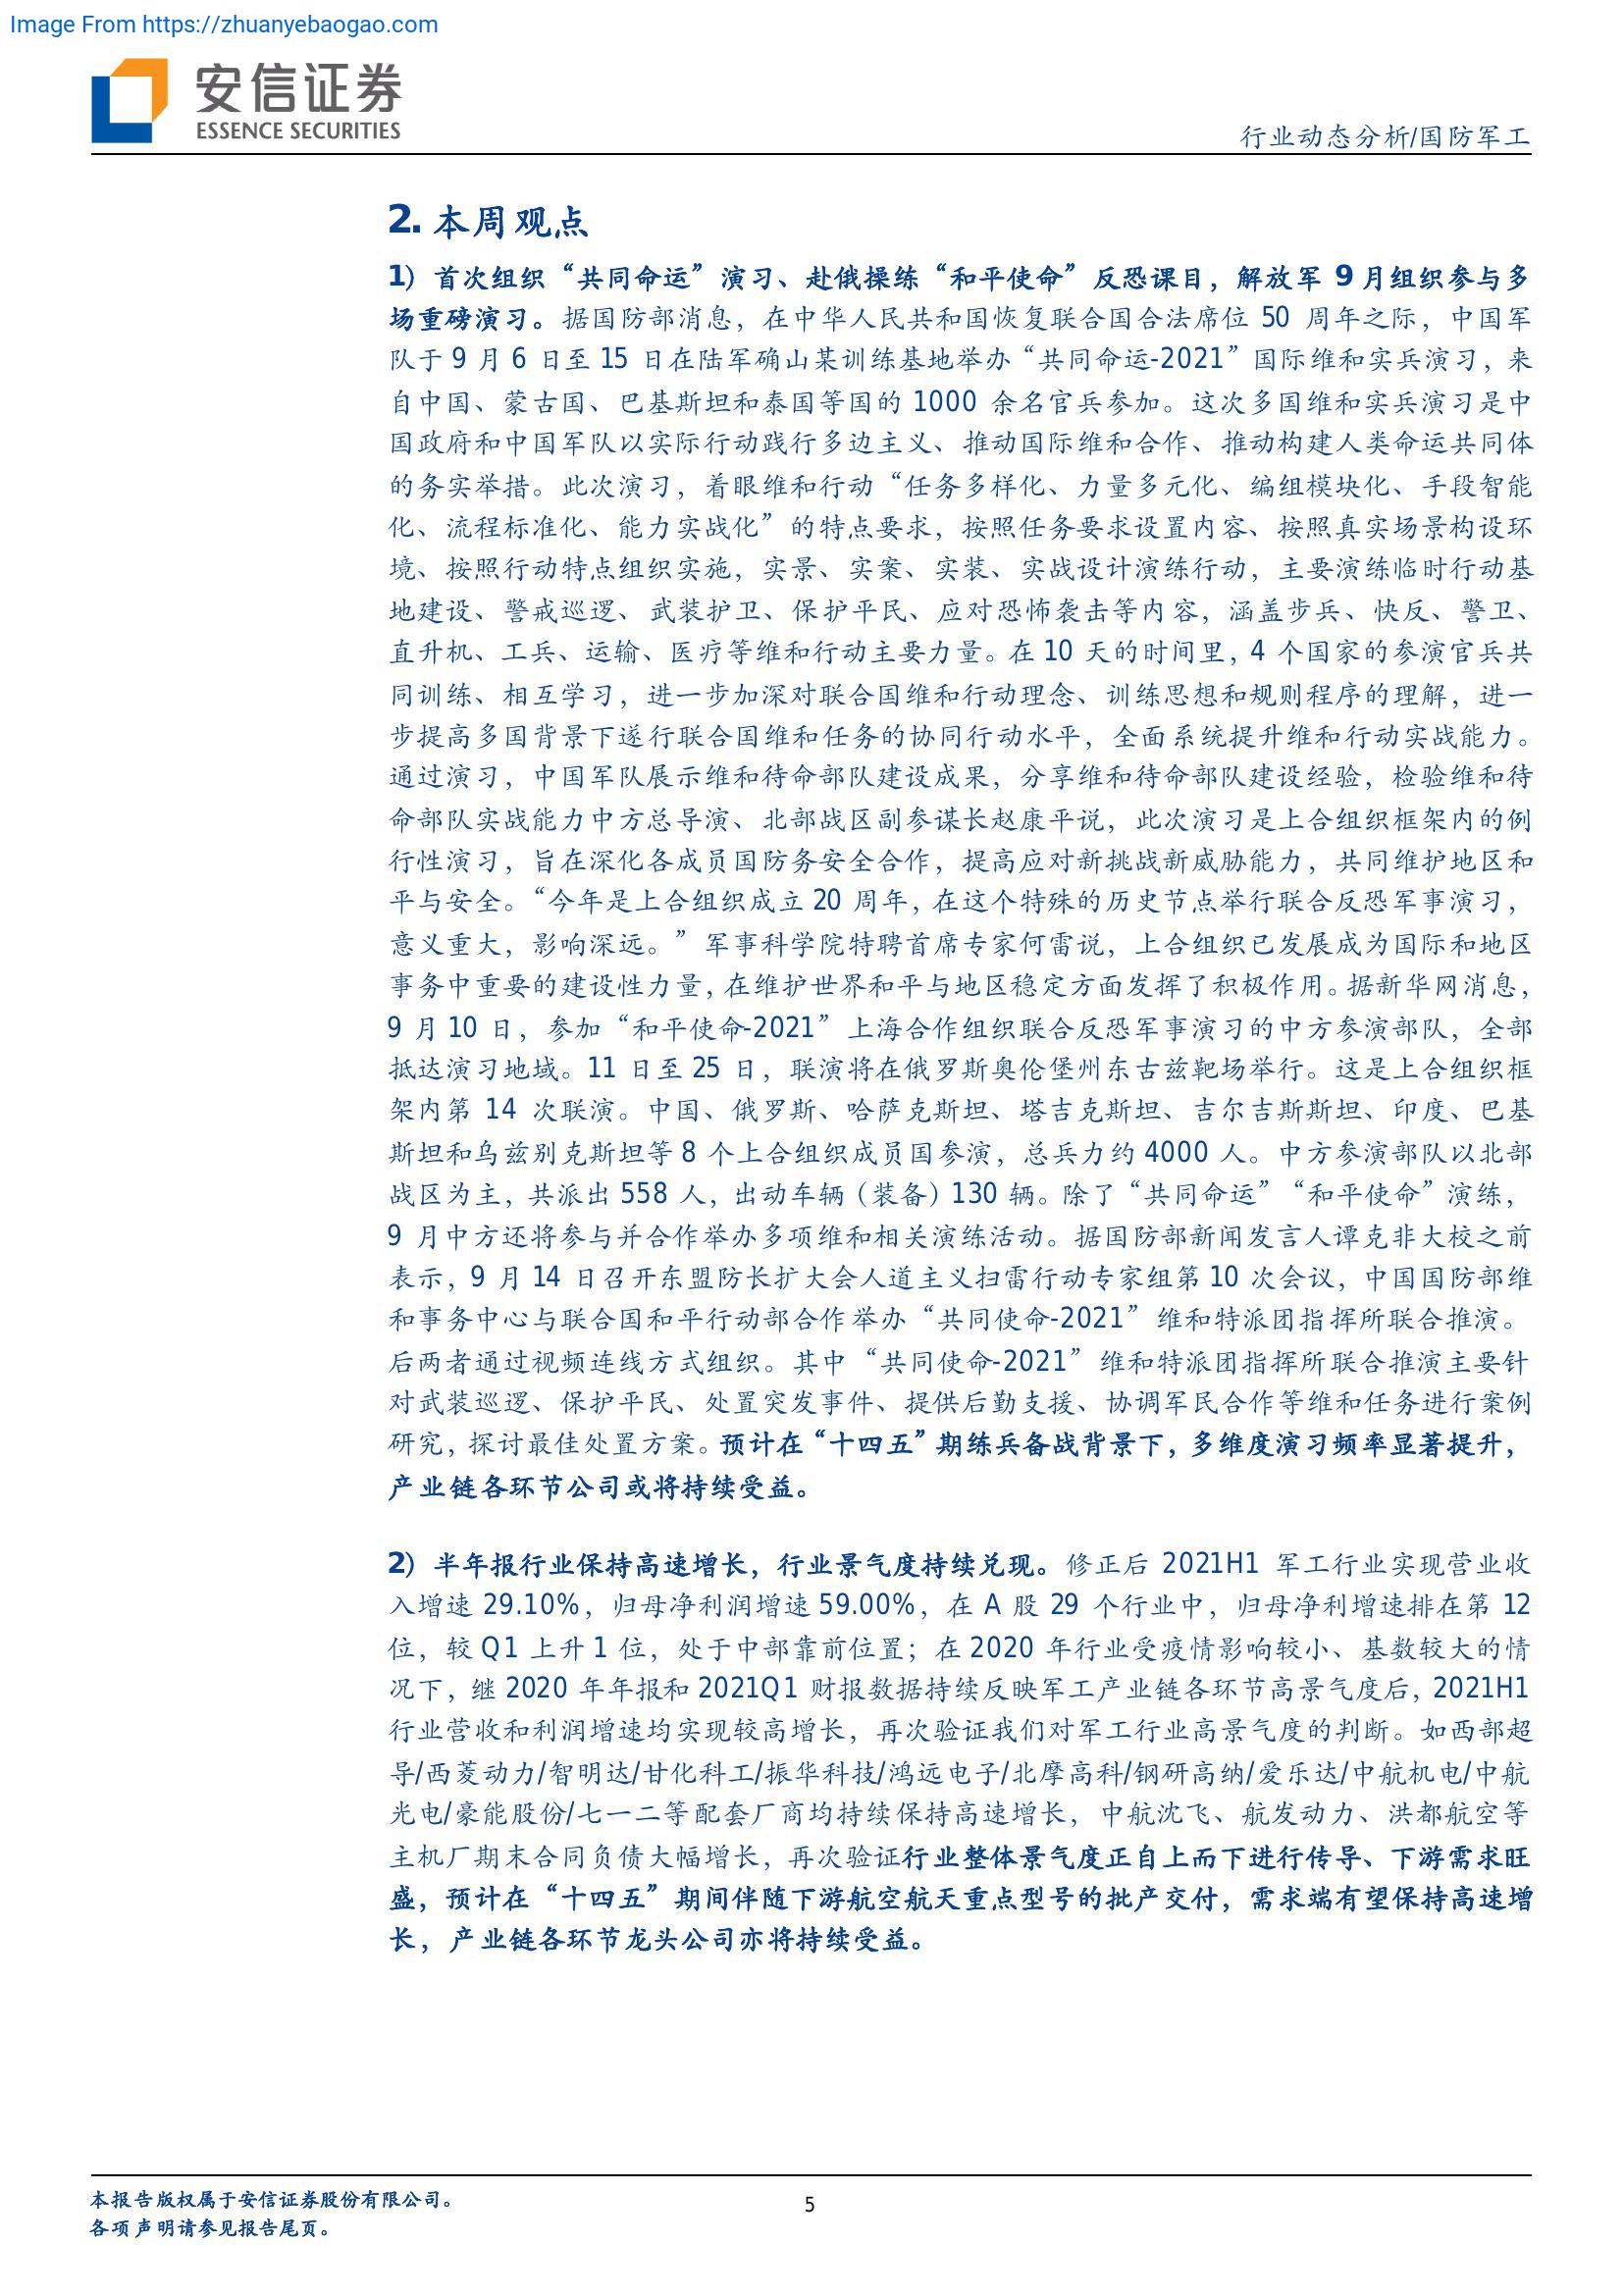 Image From https://zhuanyebaogao.com
安信证券
ESSENCE SECURITIES
行业动态分析/国防军工
2. 本周观点
1）首次组织“共同命运”演习、赴俄操练“和平使命”反恐课目，解放军 9 月组织参与多
场重磅演习。据国防部消息，在中华人民共和国恢复联合国合法席位 50 周年之际，中国军
队于 9 月 6 日至 15 日在陆军确山某训练基地举办“共同命运-2021”国际维和实兵演习，来
自中国、蒙古国、巴基斯坦和泰国等国的 1000 余名官兵参加。这次多国维和实兵演习是中
国政府和中国军队以实际行动践行多边主义、推动国际维和合作、推动构建人类命运共同体
的务实举措。此次演习，着眼维和行动“任务多样化、力量多元化、编组模块化、手段智能
化、流程标准化、能力实战化”的特点要求，按照任务要求设置内容、按照真实场景构设环
境、按照行动特点组织实施，实景、实案、实装、实战设计演练行动，主要演练临时行动基
地建设、警戒巡逻、武装护卫、保护平民、应对恐怖袭击等内容，涵盖步兵、快反、警卫、
直升机、工兵、运输、医疗等维和行动主要力量。在 10 天的时间里，4 个国家的参演官兵共
同训练、相互学习，进一步加深对联合国维和行动理念、训练思想和规则程序的理解，进一
步提高多国背景下遂行联合国维和任务的协同行动水平，全面系统提升维和行动实战能力。
通过演习，中国军队展示维和待命部队建设成果，分享维和待命部队建设经验，检验维和待
命部队实战能力中方总导演、北部战区副参谋长赵康平说，此次演习是上合组织框架内的例
行性演习，旨在深化各成员国防务安全合作，提高应对新挑战新威胁能力，共同维护地区和
平与安全。“今年是上合组织成立 20 周年，在这个特殊的历史节点举行联合反恐军事演习，
意义重大，影响深远。”军事科学院特聘首席专家何雷说，上合组织已发展成为国际和地区
事务中重要的建设性力量，在维护世界和平与地区稳定方面发挥了积极作用。据新华网消息，
9 月 10 日，参加“和平使命-2021”上海合作组织联合反恐军事演习的中方参演部队，全部
抵达演习地域。11 日至 25 日，联演将在俄罗斯奥伦堡州东古兹靶场举行。这是上合组织框
架内第 14 次联演。中国、俄罗斯、哈萨克斯坦、塔吉克斯坦、吉尔吉斯斯坦、印度、巴基
斯坦和乌兹别克斯坦等 8 个上合组织成员国参演，总兵力约 4000 人。中方参演部队以北部
战区为主，共派出 558 人，出动车辆（装备）130 辆。除了“共同命运”“和平使命”演练，
9 月中方还将参与并合作举办多项维和相关演练活动。据国防部新闻发言人谭克非大校之前
表示，9 月 14 日召开东盟防长扩大会人道主义扫雷行动专家组第 10 次会议，中国国防部维
和事务中心与联合国和平行动部合作举办“共同使命-2021”维和特派团指挥所联合推演。
后两者通过视频连线方式组织。其中“共同使命-2021”维和特派团指挥所联合推演主要针
对武装巡逻、保护平民、处置突发事件、提供后勤支援、协调军民合作等维和任务进行案例
研究，探讨最佳处置方案。预计在“十四五”期练兵备战背景下，多维度演习频率显著提升，
产业链各环节公司或将持续受益。
2）半年报行业保持高速增长，行业景气度持续兑现。修正后 2021H1 军工行业实现营业收
入增速 29.10%，归母净利润增速 59.00%，在 A 股 29 个行业中，归母净利增速排在第 12
位，较 Q1 上升 1 位，处于中部靠前位置；在 2020 年行业受疫情影响较小、基数较大的情
况下，继 2020 年年报和 2021Q1 财报数据持续反映军工产业链各环节高景气度后，2021H1
行业营收和利润增速均实现较高增长，再次验证我们对军工行业高景气度的判断。如西部超
导/西菱动力/智明达/甘化科工/振华科技/鸿远电子/北摩高科/钢研高纳/爱乐达/中航机电/中航
光电/豪能股份/七一二等配套厂商均持续保持高速增长，中航沈飞、航发动力、洪都航空等
主机厂期末合同负债大幅增长，再次验证行业整体景气度正自上而下进行传导、下游需求旺
盛，预计在“十四五”期间伴随下游航空航天重点型号的批产交付，需求端有望保持高速增
长，产业链各环节龙头公司亦将持续受益。
本报告版权属于安信证券股份有限公司。
各项声明请参见报告尾页。
5